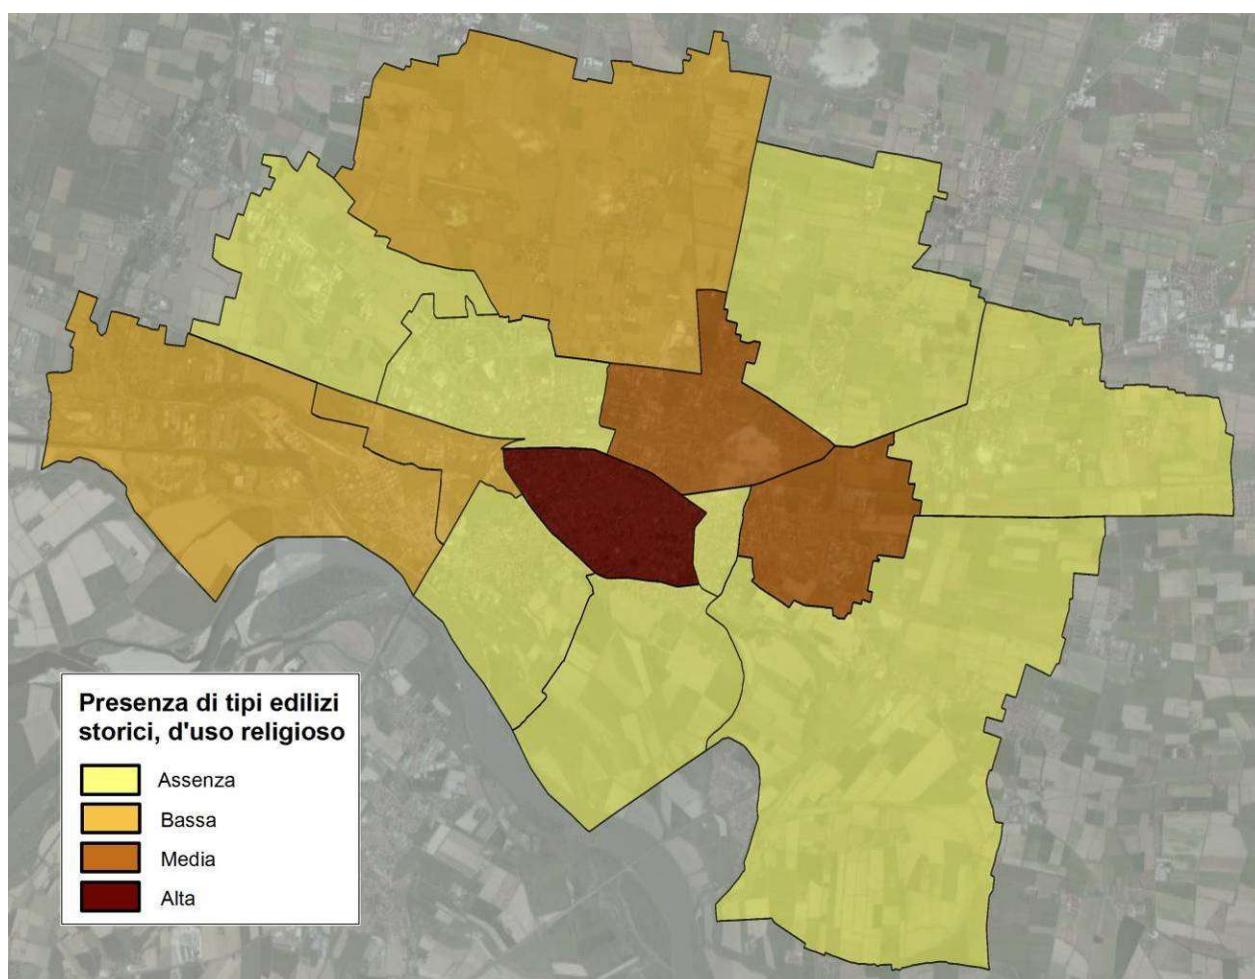 Presenza di tipi edilizi
storici, d'uso religioso
Assenza
Bassa
Media
Alta